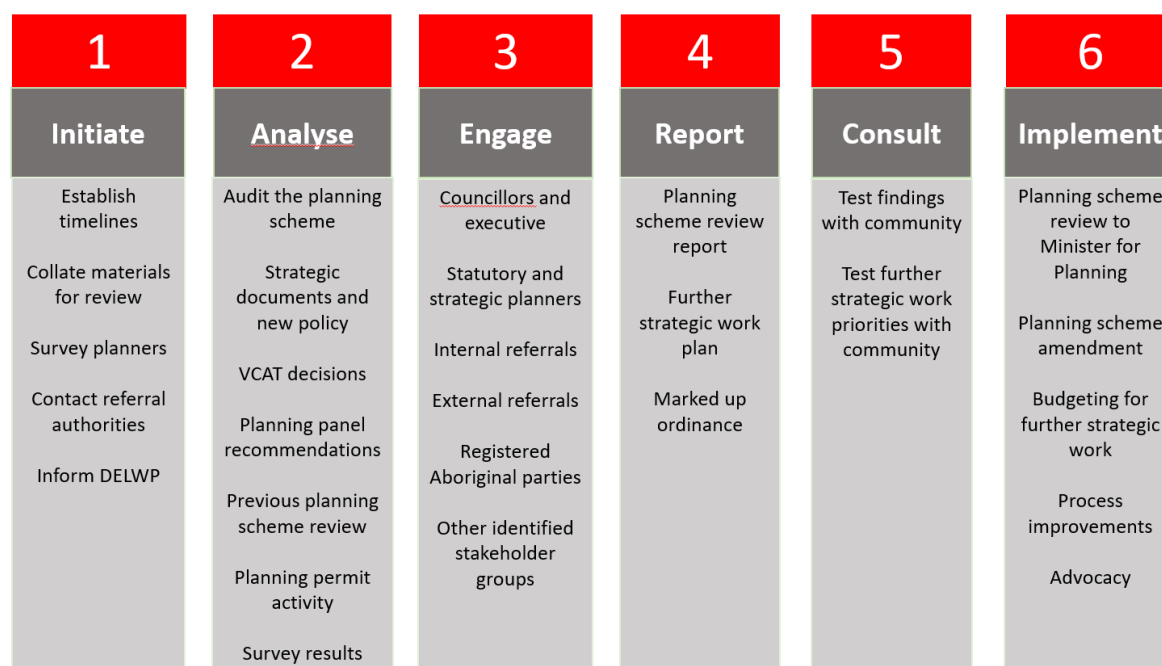 1
Initiate
Establish
timelines
Collate materials
for review
Survey planners
Contact referral
authorities
Inform DELWP
2
Analyse
Audit the planning
scheme
Strategic
documents and
new policy
VCAT decisions
Planning panel
recommendations
Previous planning
scheme review
Planning permit
activity
Survey results
3
Engage
Councillors and
executive
Statutory and
strategic planners
Internal referrals
External referrals
Registered
Aboriginal parties
Other identified
stakeholder
groups
4
Report
Planning
scheme review
report
Further
strategic work
plan
Marked up
ordinance
5
Consult
Test findings
with community
Test further
strategic work
priorities with
community
6
Implement
Planning scheme
review to
Minister for
Planning
Planning scheme
amendment
Budgeting for
further strategic
work
Process
improvements
Advocacy